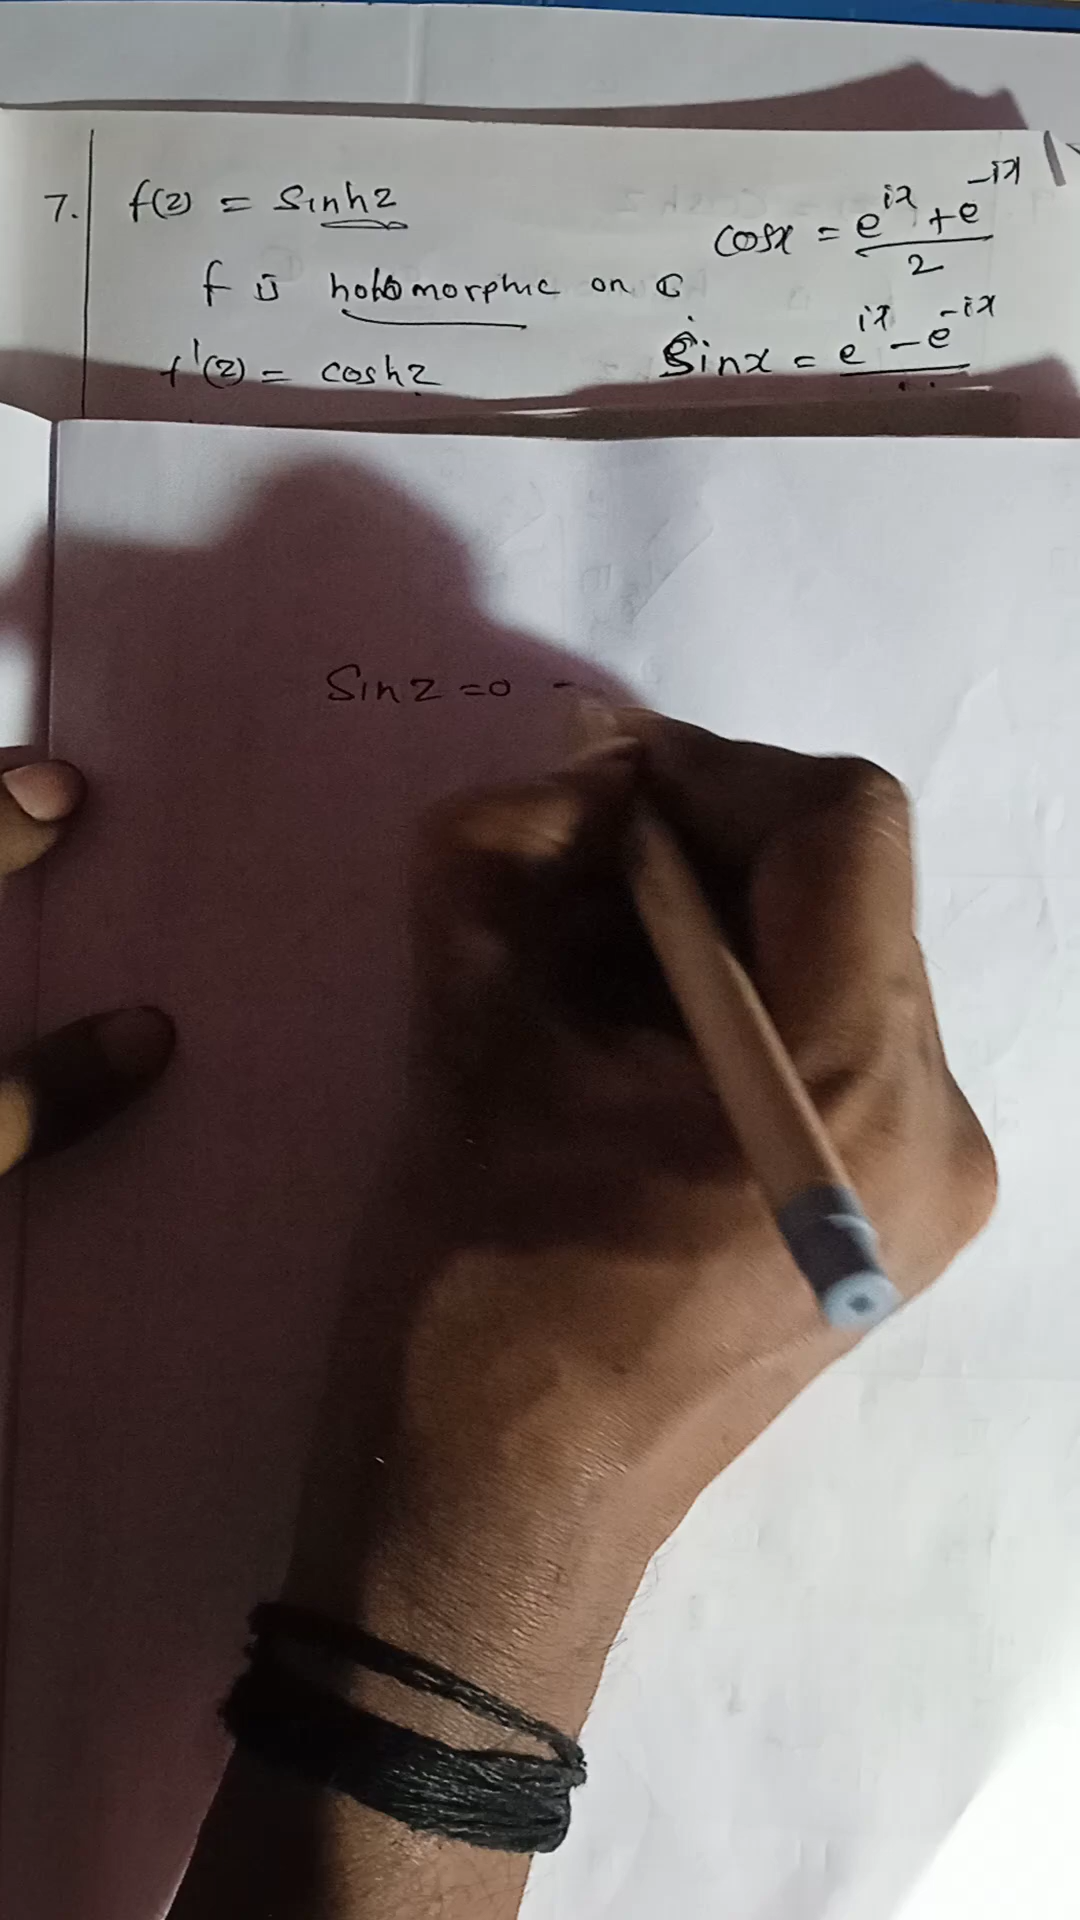 7. f(z) = Sinhz
cosx = e^{ix} + e^{-ix} / 2
f is holomorphic on ℂ
Sinx = e^{ix} - e^{-ix} /
f'(z) = coshz
Sinz = 0 -